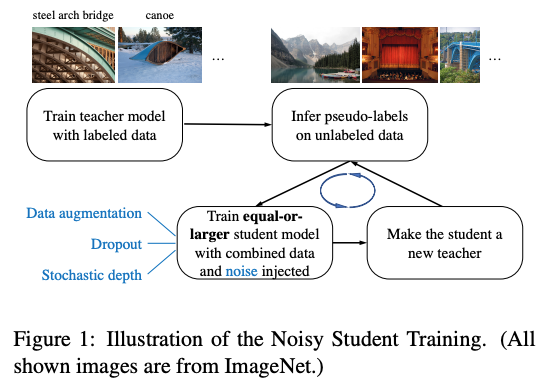 steel arch bridge
canoe
...
...
Train teacher model
with labeled data
Infer pseudo-labels
on unlabeled data
Data augmentation
Dropout
Stochastic depth
Train equal-or-
larger student model
with combined data
and noise injected
Make the student a
new teacher
Figure 1: Illustration of the Noisy Student Training. (All
shown images are from ImageNet.)